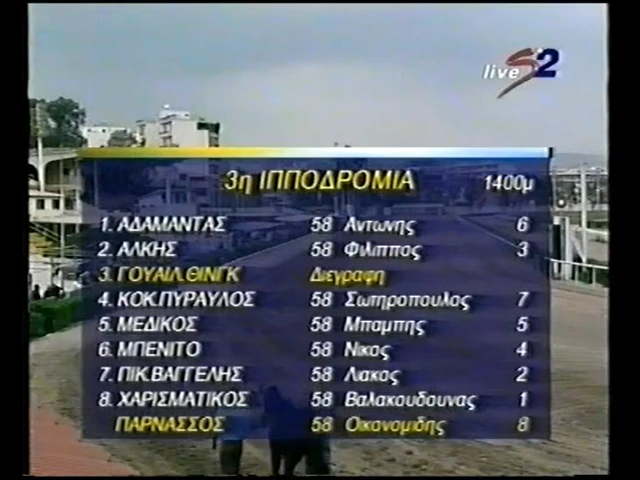 live S2
3η ΙΠΠΟΔΡΟΜΙΑ 1400μ
1. ΑΔΑΜΑΝΤΑΣ 58 Αντωνης 6
2. ΑΛΚΗΣ 58 Φιλιππος 3
3. ΓΟΥΑΙΛ.ΘΙΝΓΚ Διεγραφη
4. ΚΟΚ.ΠΥΡΑΥΛΟΣ 58 Σωτηροπουλος 7
5. ΜΕΔΙΚΟΣ 58 Μπαμπης 5
6. ΜΠΕΝΙΤΟ 58 Νικος 4
7. ΠΙΚ.ΒΑΓΓΕΛΗΣ 58 Λιακος 2
8. ΧΑΡΙΣΜΑΤΙΚΟΣ 58 Βαλακουδουνας 1
ΠΑΡΝΑΣΣΟΣ 58 Οικονομιδης 8